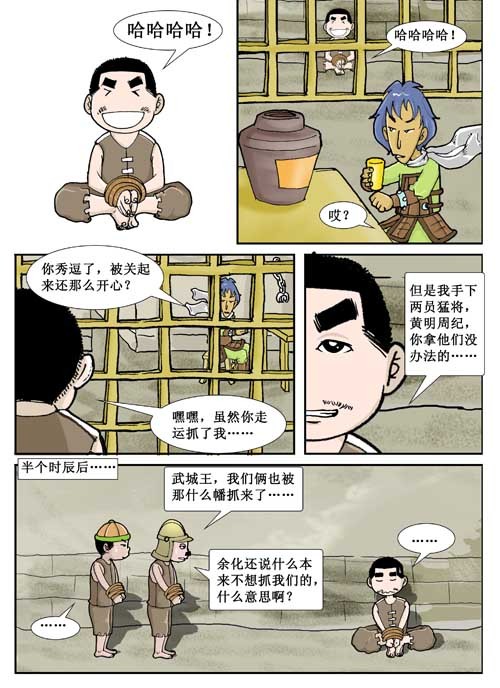 哈哈哈哈！
哈哈哈哈！
哎？
你秀逗了，被关起
来还那么开心？
嘿嘿，虽然你走
运抓了我……
但是我手下
两员猛将，
黄明周纪，
你拿他们没
办法的……
半个时辰后……
武城王，我们俩也被
那什么幡抓来了……
余化还说什么本
来不想抓我们的，
什么意思啊？
……
……